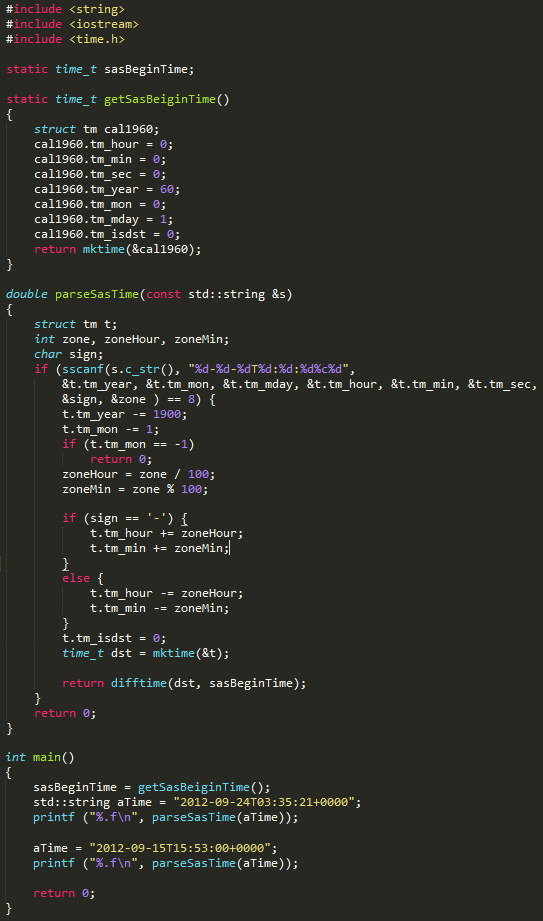 #include <string>
#include <iostream>
#include <time.h>
static time_t sasBeginTime;
static time_t getSasBeiginTime()
{
struct tm cal1960;
cal1960.tm_hour = 0;
cal1960.tm_min = 0;
cal1960.tm_sec = 0;
cal1960.tm_year = 60;
cal1960.tm_mon = 0;
cal1960.tm_mday = 1;
cal1960.tm_isdst = 0;
return mktime(&cal1960);
}
double parseSasTime(const std::string &s)
{
struct tm t;
int zone, zoneHour, zoneMin;
char sign;
if (sscanf(s.c_str(), "%d-%d-%dT%d:%d:%d%c%d",
&t.tm_year, &t.tm_mon, &t.tm_mday, &t.tm_hour, &t.tm_min, &t.tm_sec,
&sign, &zone ) == 8) {
t.tm_year -= 1900;
t.tm_mon -= 1;
if (t.tm_mon == -1)
return 0;
zoneHour = zone / 100;
zoneMin = zone % 100;
if (sign == '-') {
t.tm_hour += zoneHour;
t.tm_min += zoneMin;
}
else {
t.tm_hour -= zoneHour;
t.tm_min -= zoneMin;
}
t.tm_isdst = 0;
time_t dst = mktime(&t);
return difftime(dst, sasBeginTime);
}
return 0;
}
int main()
{
sasBeginTime = getSasBeiginTime();
std::string aTime = "2012-09-24T03:35:21+0000";
printf ("%.f\n", parseSasTime(aTime));
aTime = "2012-09-15T15:53:00+0000";
printf ("%.f\n", parseSasTime(aTime));
return 0;
}